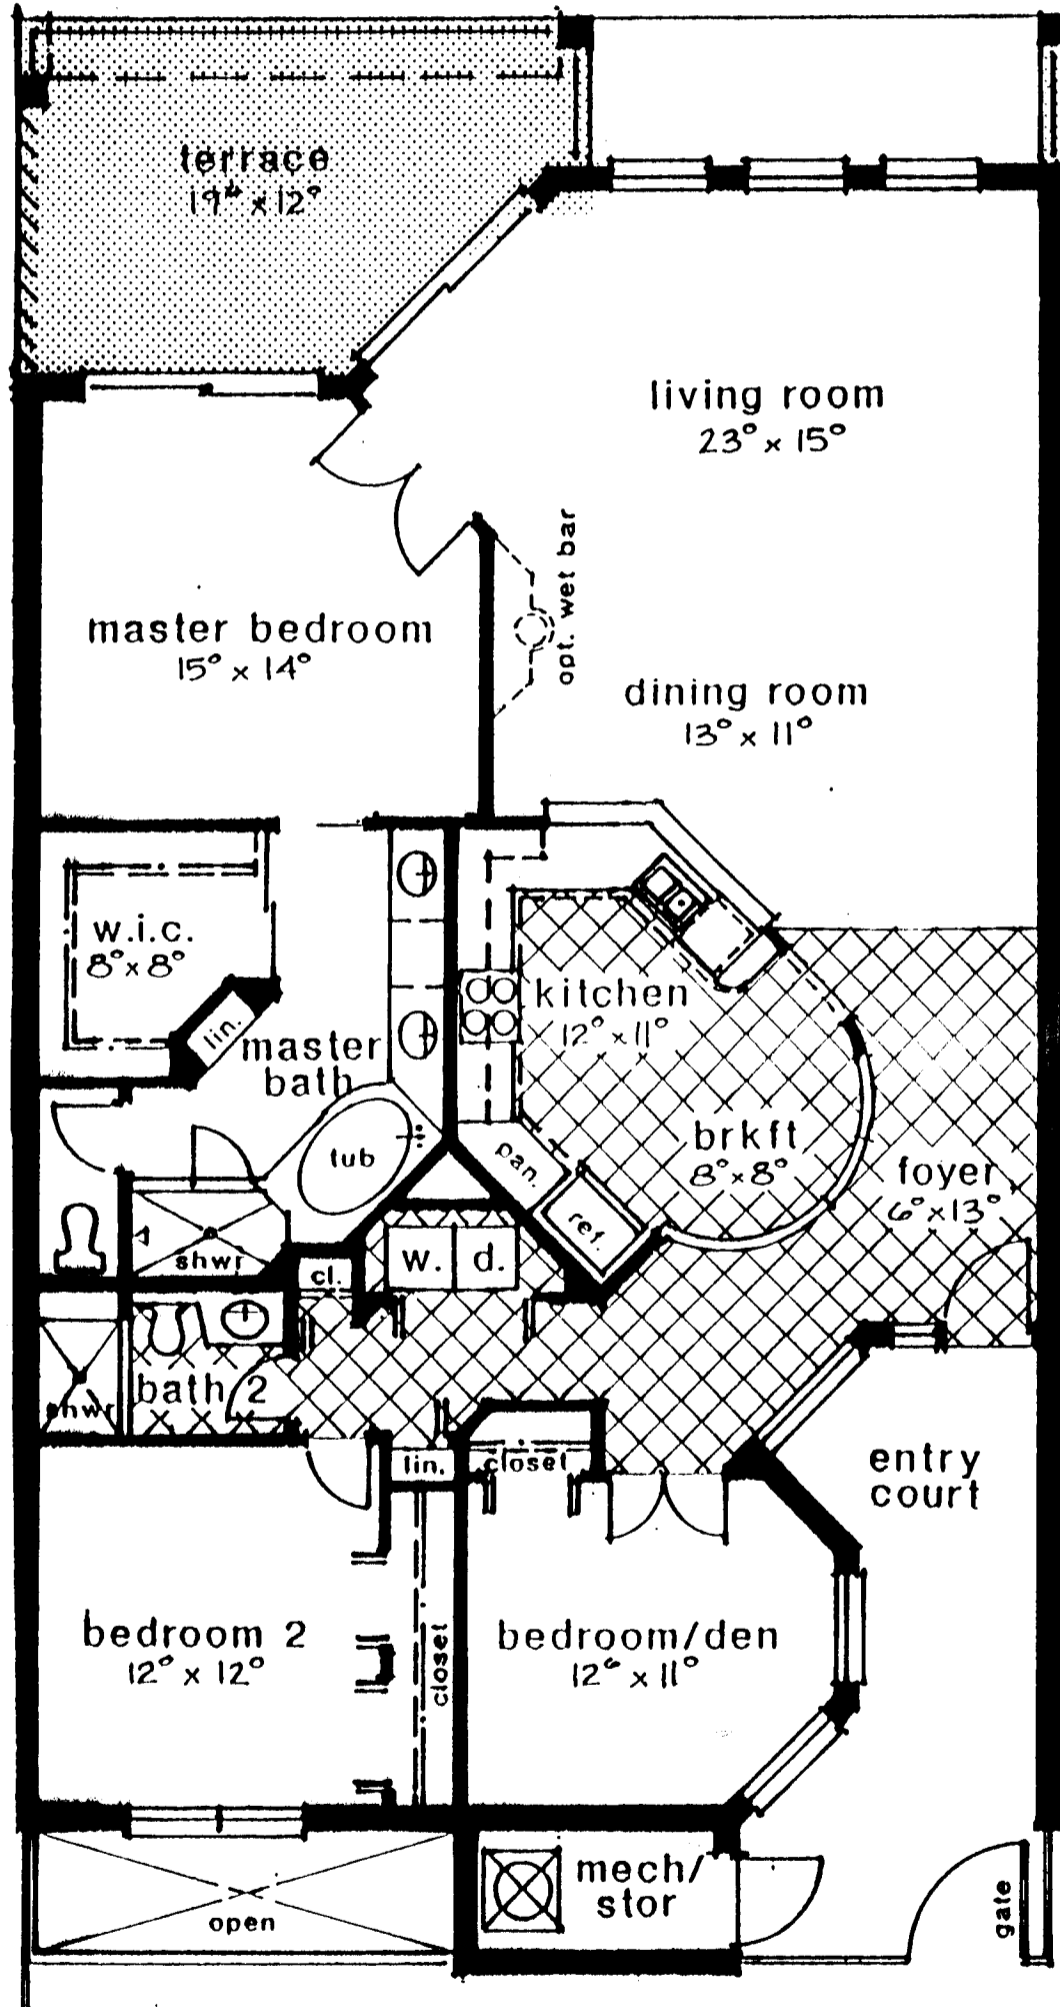 terrace
19⁴ x 12⁰
living room
23⁰ x 15⁰
opt. wet bar
master bedroom
15⁰ x 14⁰
dining room
13⁰ x 11⁰
w.i.c.
8⁰ x 8⁰
lin.
master
bath
kitchen
12⁰ x 11⁰
tub
pan.
brkft
8⁰ x 8⁰
foyer
6⁰ x 13⁰
ref.
shwr
cl.
w.
d.
bath 2
shwr
lin.
closet
entry
court
bedroom 2
12⁰ x 12⁰
closet
bedroom/den
12⁶ x 11⁰
mech/
stor
open
gate